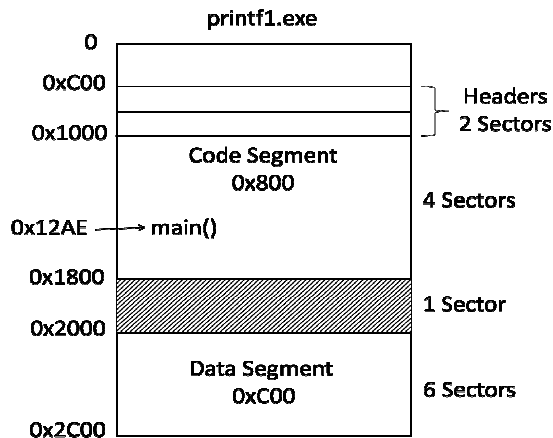 printf1.exe
0
0xC00
Headers
2 Sectors
0x1000
Code Segment
0x800
4 Sectors
0x12AE
main()
0x1800
1 Sector
0x2000
Data Segment
0xC00
6 Sectors
0x2C00